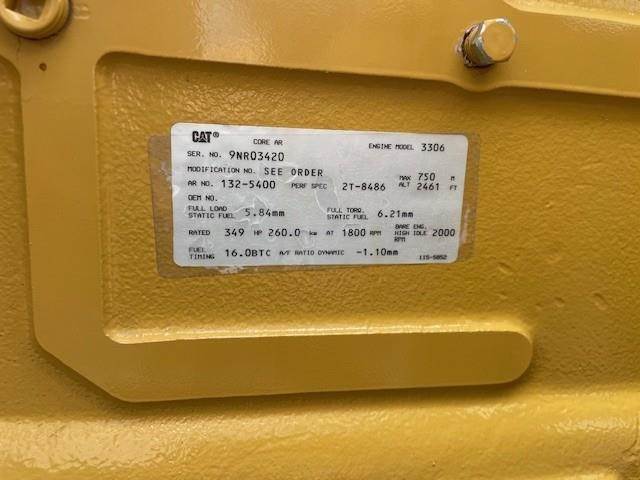 CAT® CORE AR ENGINE MODEL 3306
SER. NO. 9NR03420
MODIFICATION NO. SEE ORDER MAX 750 M
AR NO. 132-5400 PERF SPEC 2T-8486 ALT 2461 FT
OEM NO.
FULL LOAD STATIC FUEL 5.84mm FULL TORQ. STATIC FUEL 6.21mm
RATED 349 HP 260.0 kw AT 1800 RPM BARE ENG. HIGH IDLE 2000 RPM
FUEL TIMING 16.0BTC A/F RATIO DYNAMIC -1.10mm 115-5852